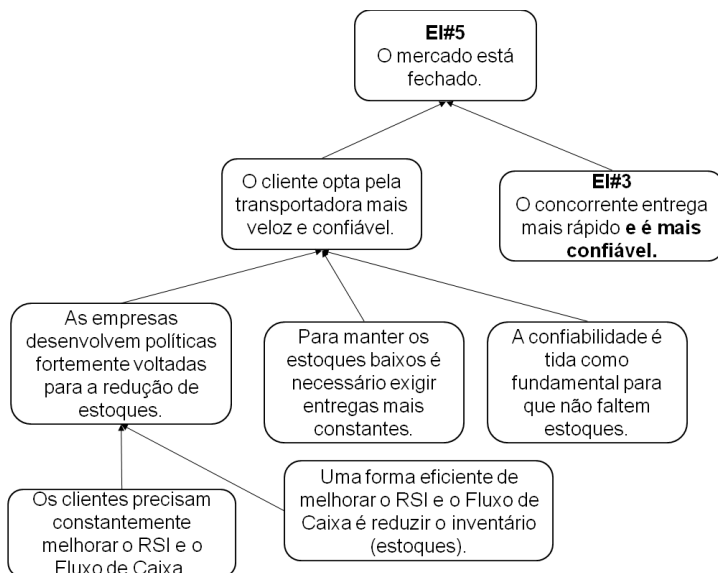 EI#5
O mercado está
fechado.
O cliente opta pela
transportadora mais
veloz e confiável.
EI#3
O concorrente entrega
mais rápido e é mais
confiável.
As empresas
desenvolvem políticas
fortemente voltadas
para a redução de
estoques.
Para manter os
estoques baixos é
necessário exigir
entregas mais
constantes.
A confiabilidade é
tida como
fundamental para
que não faltem
estoques.
Os clientes precisam
constantemente
melhorar o RSI e o
Fluxo de Caixa
Uma forma eficiente de
melhorar o RSI e o Fluxo de
Caixa é reduzir o inventário
(estoques).